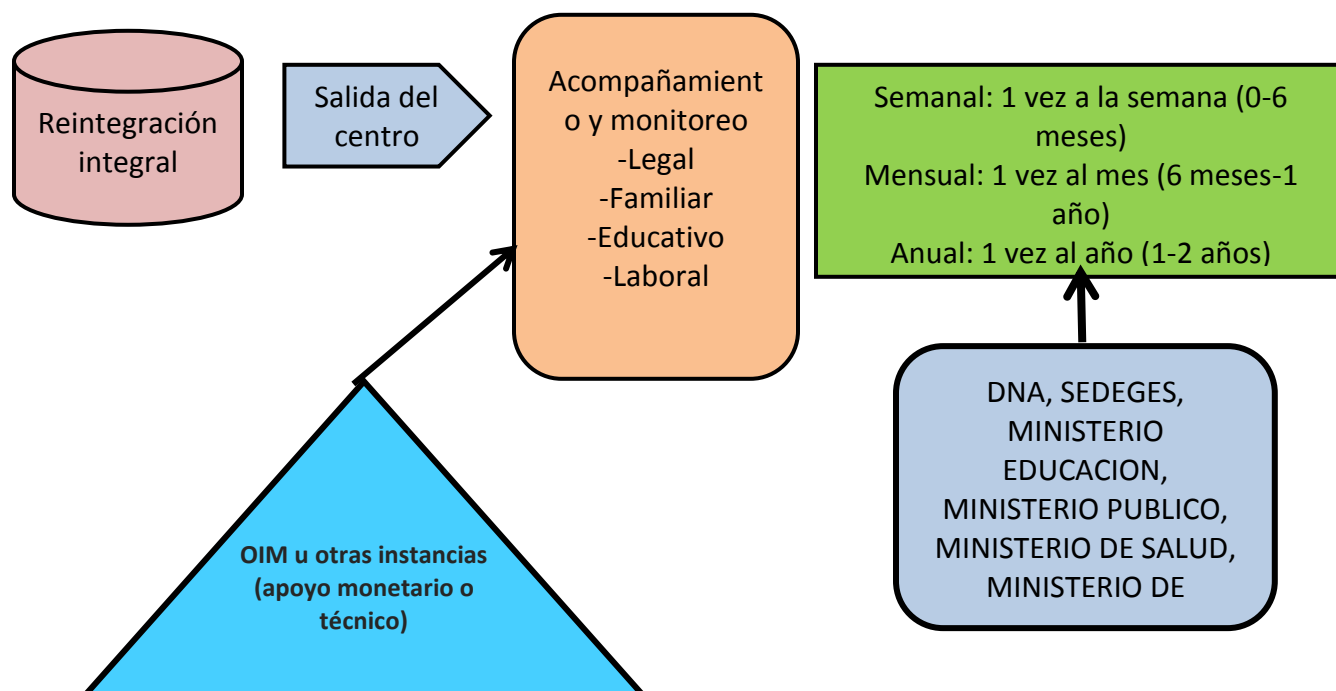 Reintegración
integral
Salida del
centro
Acompañamient
o y monitoreo
-Legal
-Familiar
-Educativo
-Laboral
Semanal: 1 vez a la semana (0-6
meses)
Mensual: 1 vez al mes (6 meses-1
año)
Anual: 1 vez al año (1-2 años)
OIM u otras instancias
(apoyo monetario o
técnico)
DNA, SEDEGES,
MINISTERIO
EDUCACION,
MINISTERIO PUBLICO,
MINISTERIO DE SALUD,
MINISTERIO DE